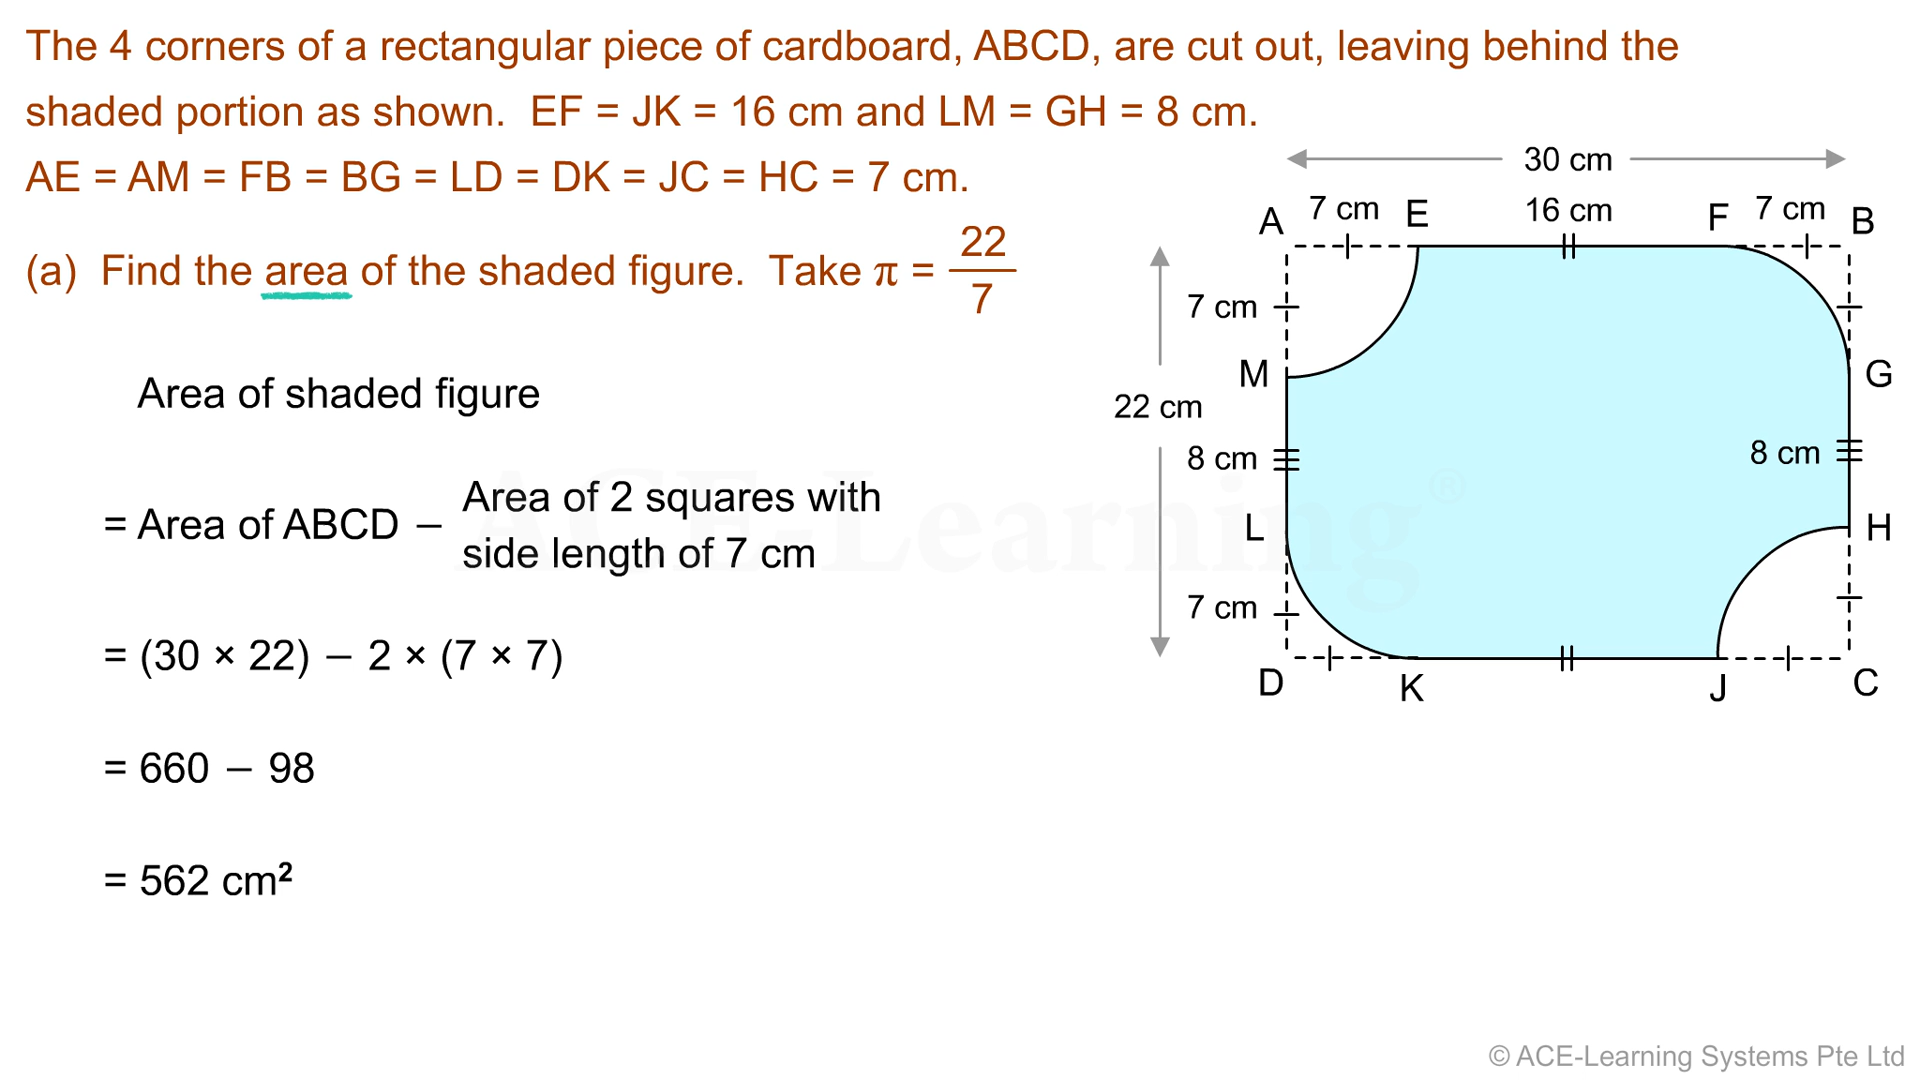 The 4 corners of a rectangular piece of cardboard, ABCD, are cut out, leaving behind the
shaded portion as shown. EF = JK = 16 cm and LM = GH = 8 cm.
AE = AM = FB = BG = LD = DK = JC = HC = 7 cm.
(a) Find the area of the shaded figure. Take π = 22/7
30 cm
A 7 cm E 16 cm F 7 cm B
7 cm
M G
22 cm
8 cm 8 cm
L H
7 cm
D K J C
Area of shaded figure
= Area of ABCD – Area of 2 squares with
side length of 7 cm
= (30 × 22) – 2 × (7 × 7)
= 660 – 98
= 562 cm²
ACE-Learning ®
© ACE-Learning Systems Pte Ltd